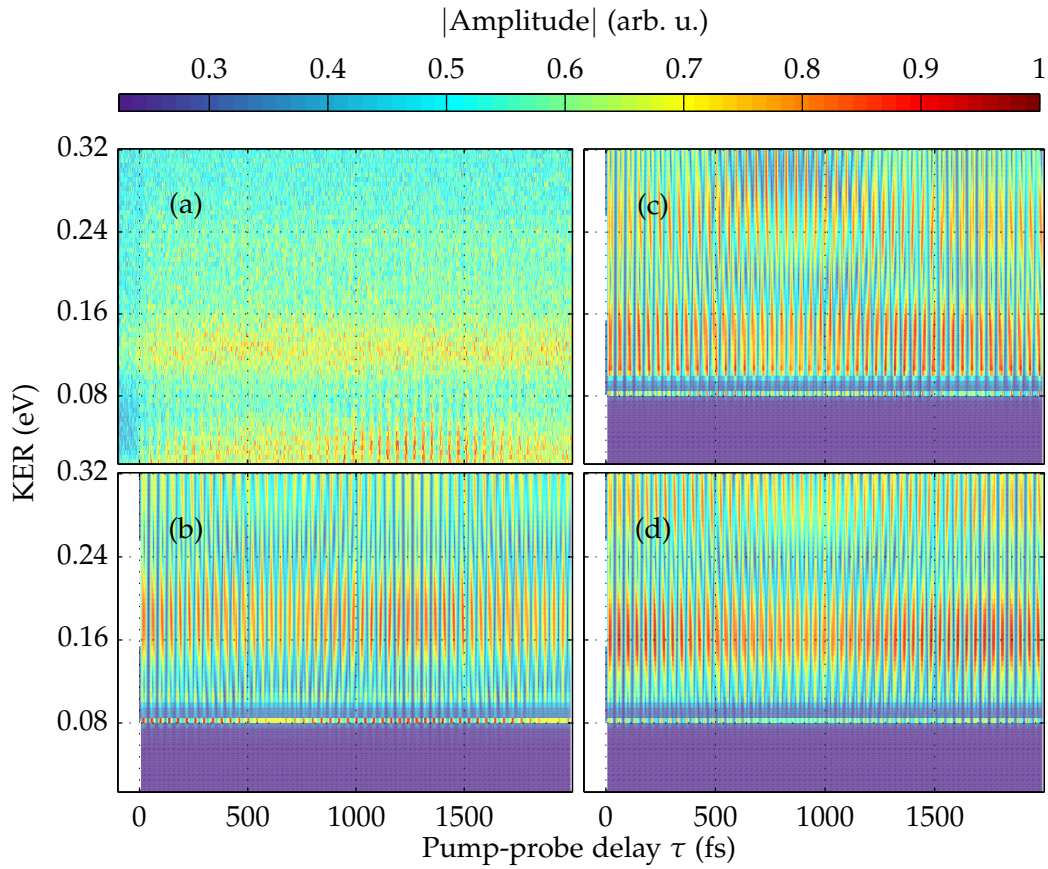 |Amplitude| (arb. u.)
0.3 0.4 0.5 0.6 0.7 0.8 0.9 1
0.32
(a) (c)
0.24
0.16
0.08
KER (eV)
0.32
(b) (d)
0.24
0.16
0.08
0 500 1000 1500 0 500 1000 1500
Pump-probe delay τ (fs)